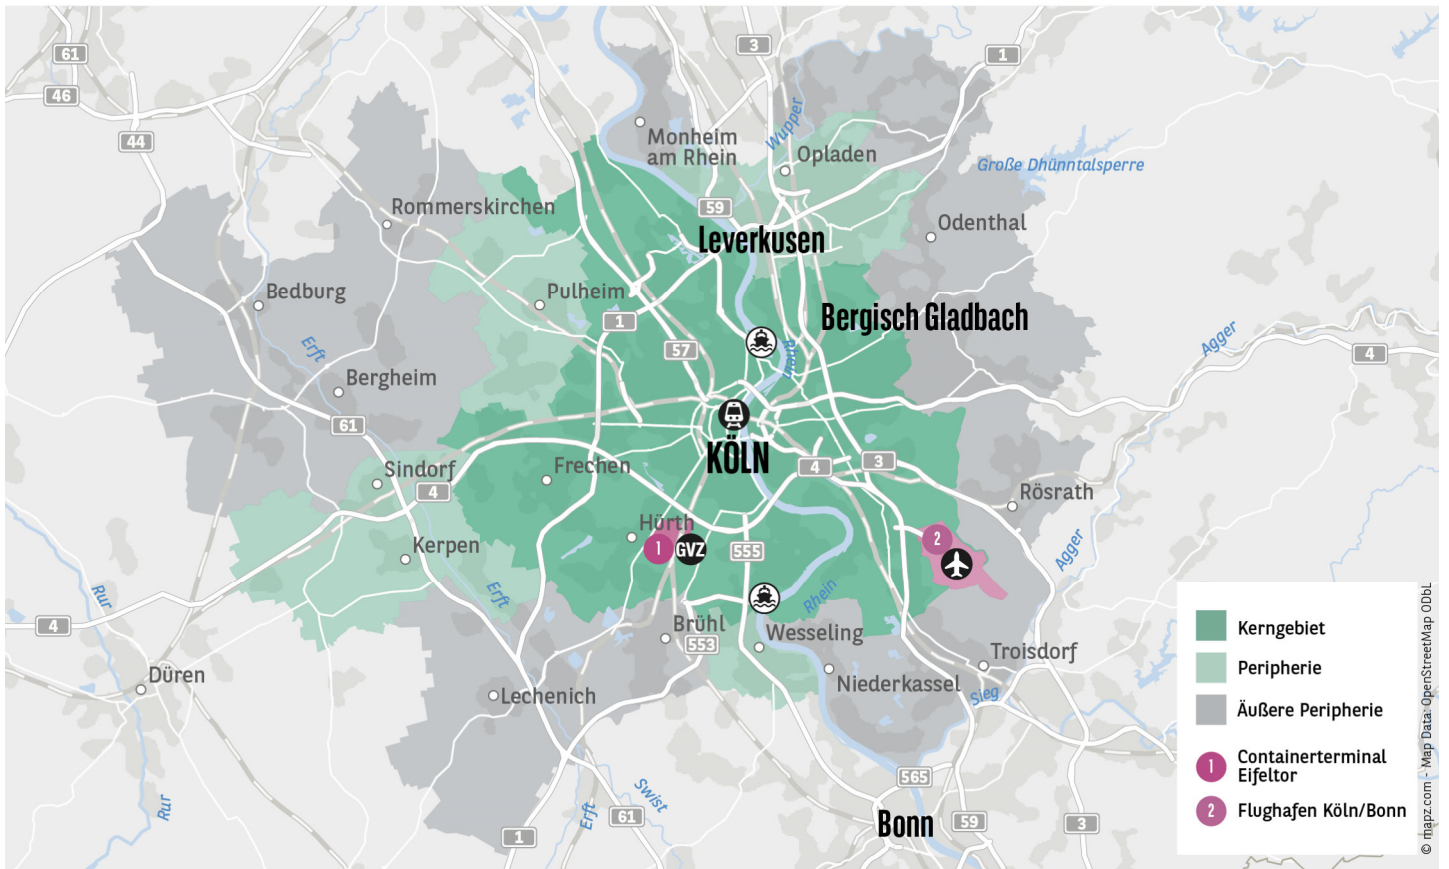 3
1
61
46
44
Monheim
am Rhein
Wupper
Opladen
Große Dhünntalsperre
Rommerskirchen
59
Odenthal
Leverkusen
Bedburg
Pulheim
1
Bergisch Gladbach
Erft
57
Rhein
Agger
4
Bergheim
61
KÖLN
Sindorf
Frechen
4
3
4
Rösrath
Hürth
1
GVZ
555
2
Kerpen
Agger
Rur
Erft
Rhein
4
Brühl
553
Wesseling
Troisdorf
Düren
Lechenich
Niederkassel
Sieg
565
Rur
Erft
Swist
61
1
Bonn
59
3
Kerngebiet
Peripherie
Äußere Peripherie
1
Containerterminal
Eifeltor
2
Flughafen Köln/Bonn
© mapz.com - Map Data: OpenStreetMap ODbL